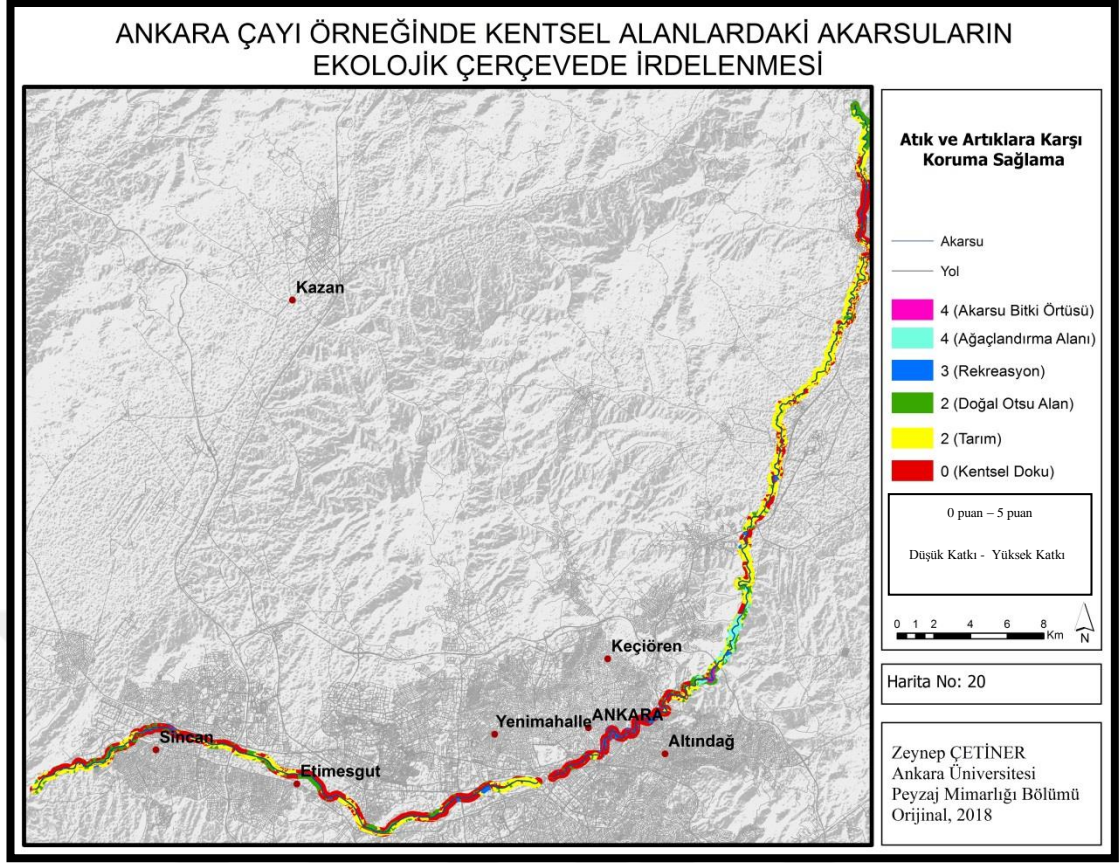 ANKARA ÇAYI ÖRNEĞİNDE KENTSEL ALANLARDAKİ AKARSULARIN
EKOLOJİK ÇERÇEVEDE İRDELENMESİ
Kazan
Keçiören
Yenimahalle
ANKARA
Altındağ
Sincan
Etimesgut
Atık ve Artıklara Karşı
Koruma Sağlama
Akarsu
Yol
4 (Akarsu Bitki Örtüsü)
4 (Ağaçlandırma Alanı)
3 (Rekreasyon)
2 (Doğal Otsu Alan)
2 (Tarım)
0 (Kentsel Doku)
0 puan – 5 puan
Düşük Katkı - Yüksek Katkı
0 1 2 4 6 8
Km
N
Harita No: 20
Zeynep ÇETİNER
Ankara Üniversitesi
Peyzaj Mimarlığı Bölümü
Orijinal, 2018